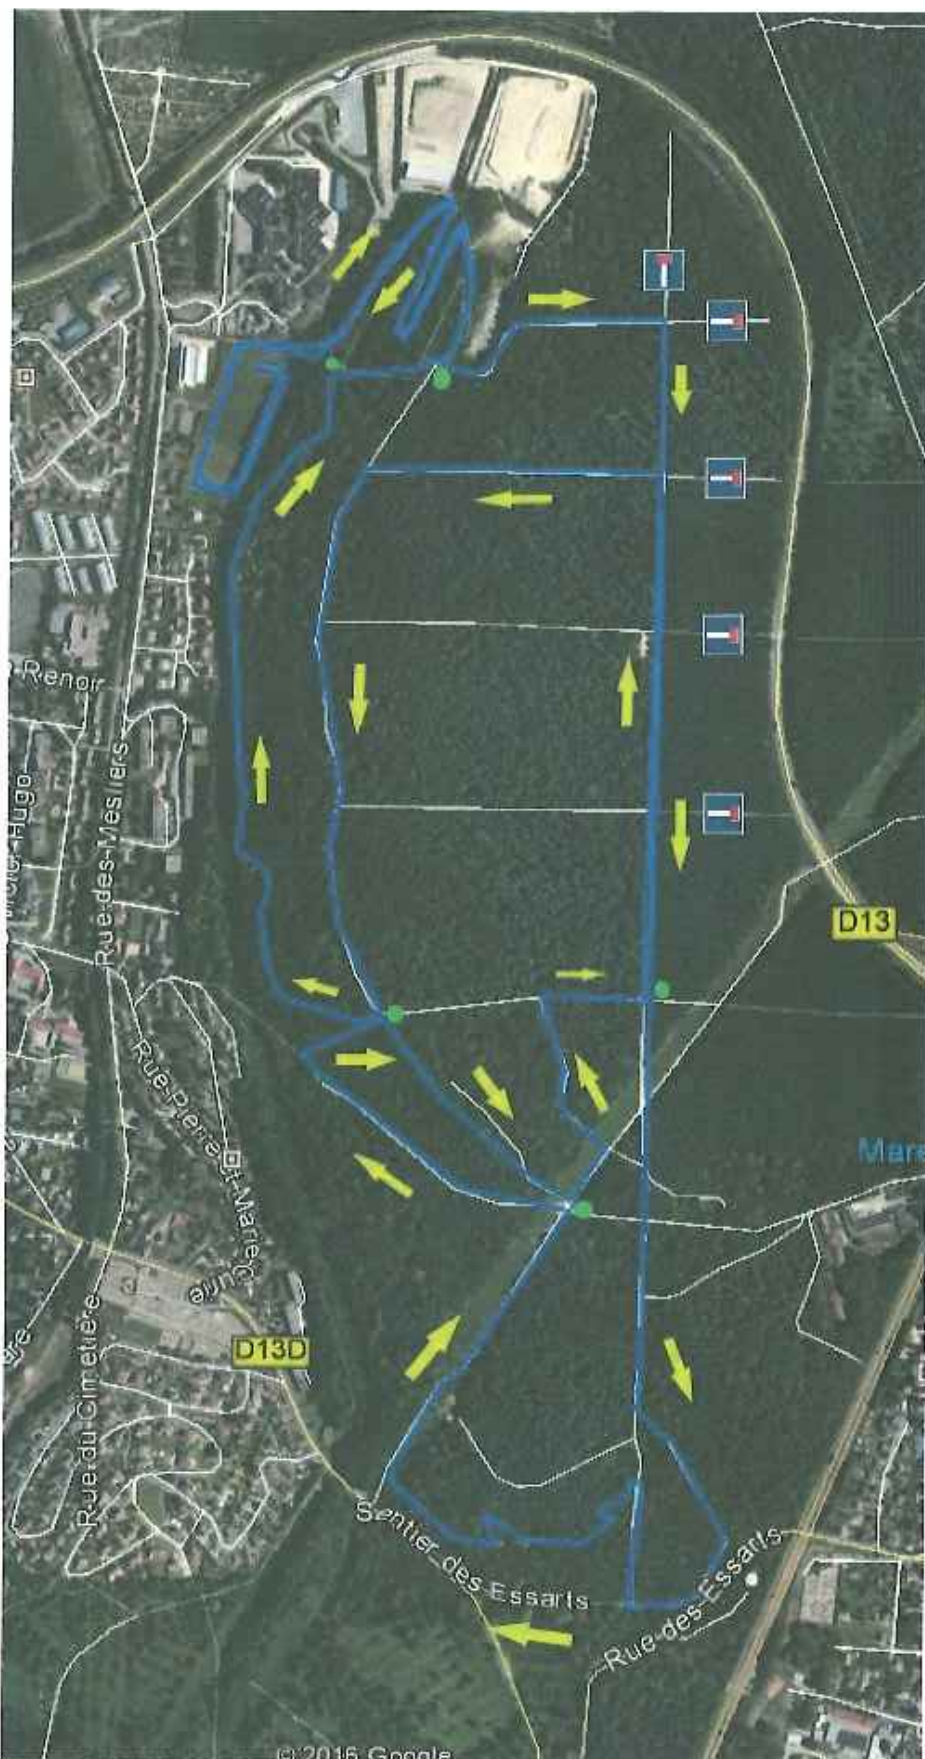 Renoir
Hugo
Rue des Mesliers
D13
Rue Pierre et Marie Curie
Mare
D13D
Rue du Cimetière
Sentier des Essarts
Rue des Essarts
© 2016 Google